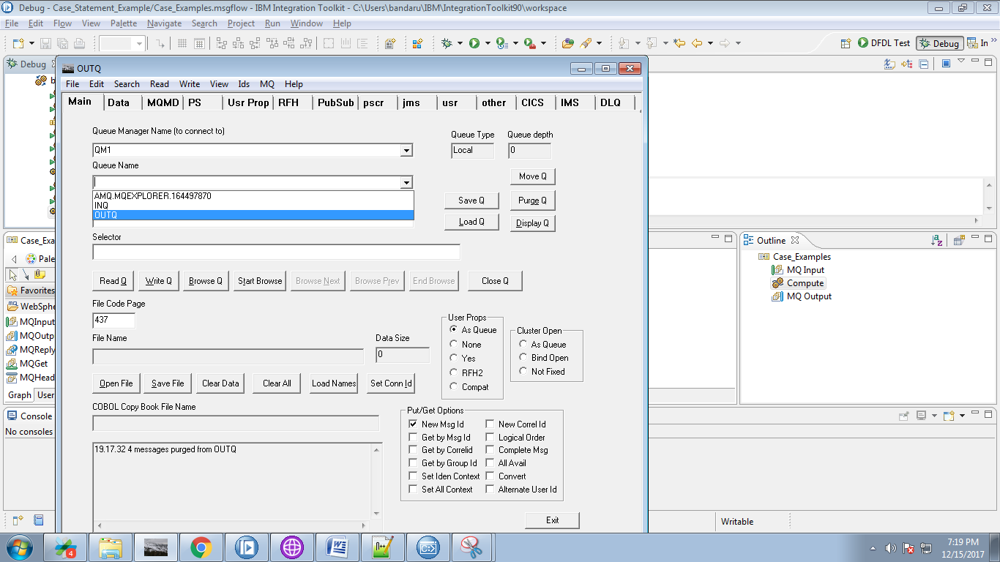 Debug - Case_Statement_Example/Case_Examples.msgflow - IBM Integration Toolkit - C:\Users\bandaru\IBM\IntegrationToolkit90\workspace
File Edit Flow View Palette Navigate Search Project Run Window Help
DFDL Test Debug In
Debug
OUTQ
File Edit Search Read Write View Ids MQ Help
Main Data MQMD PS Usr Prop RFH PubSub pscr jms usr other CICS IMS DLQ
Queue Manager Name (to connect to)
Queue Type Queue depth
QM1
Local 0
Queue Name
Move Q
AMQ.MQEXPLORER.164497870
INQ
OUTQ
Save Q Purge Q
Load Q Display Q
Selector
Read Q Write Q Browse Q Start Browse Browse Next Browse Prev End Browse Close Q
File Code Page
437
File Name
Data Size
0
User Props
As Queue
None
Yes
RFH2
Compat
Cluster Open
As Queue
Bind Open
Not Fixed
Open File Save File Clear Data Clear All Load Names Set Conn Id
COBOL Copy Book File Name
Put/Get Options
New Msg Id New Correl Id
Get by Msg Id Logical Order
Get by Correlid Complete Msg
Get by Group Id All Avail
Set Iden Context Convert
Set All Context Alternate User Id
19.17.32 4 messages purged from OUTQ
Exit
Case_Exa
Pale
Favorites
WebSphe
MQInput
MQOutp
MQReply
MQGet
MQHead
Graph User
Console
No consoles
Outline
Case_Examples
MQ Input
Compute
MQ Output
Writable
4
7:19 PM
12/15/2017